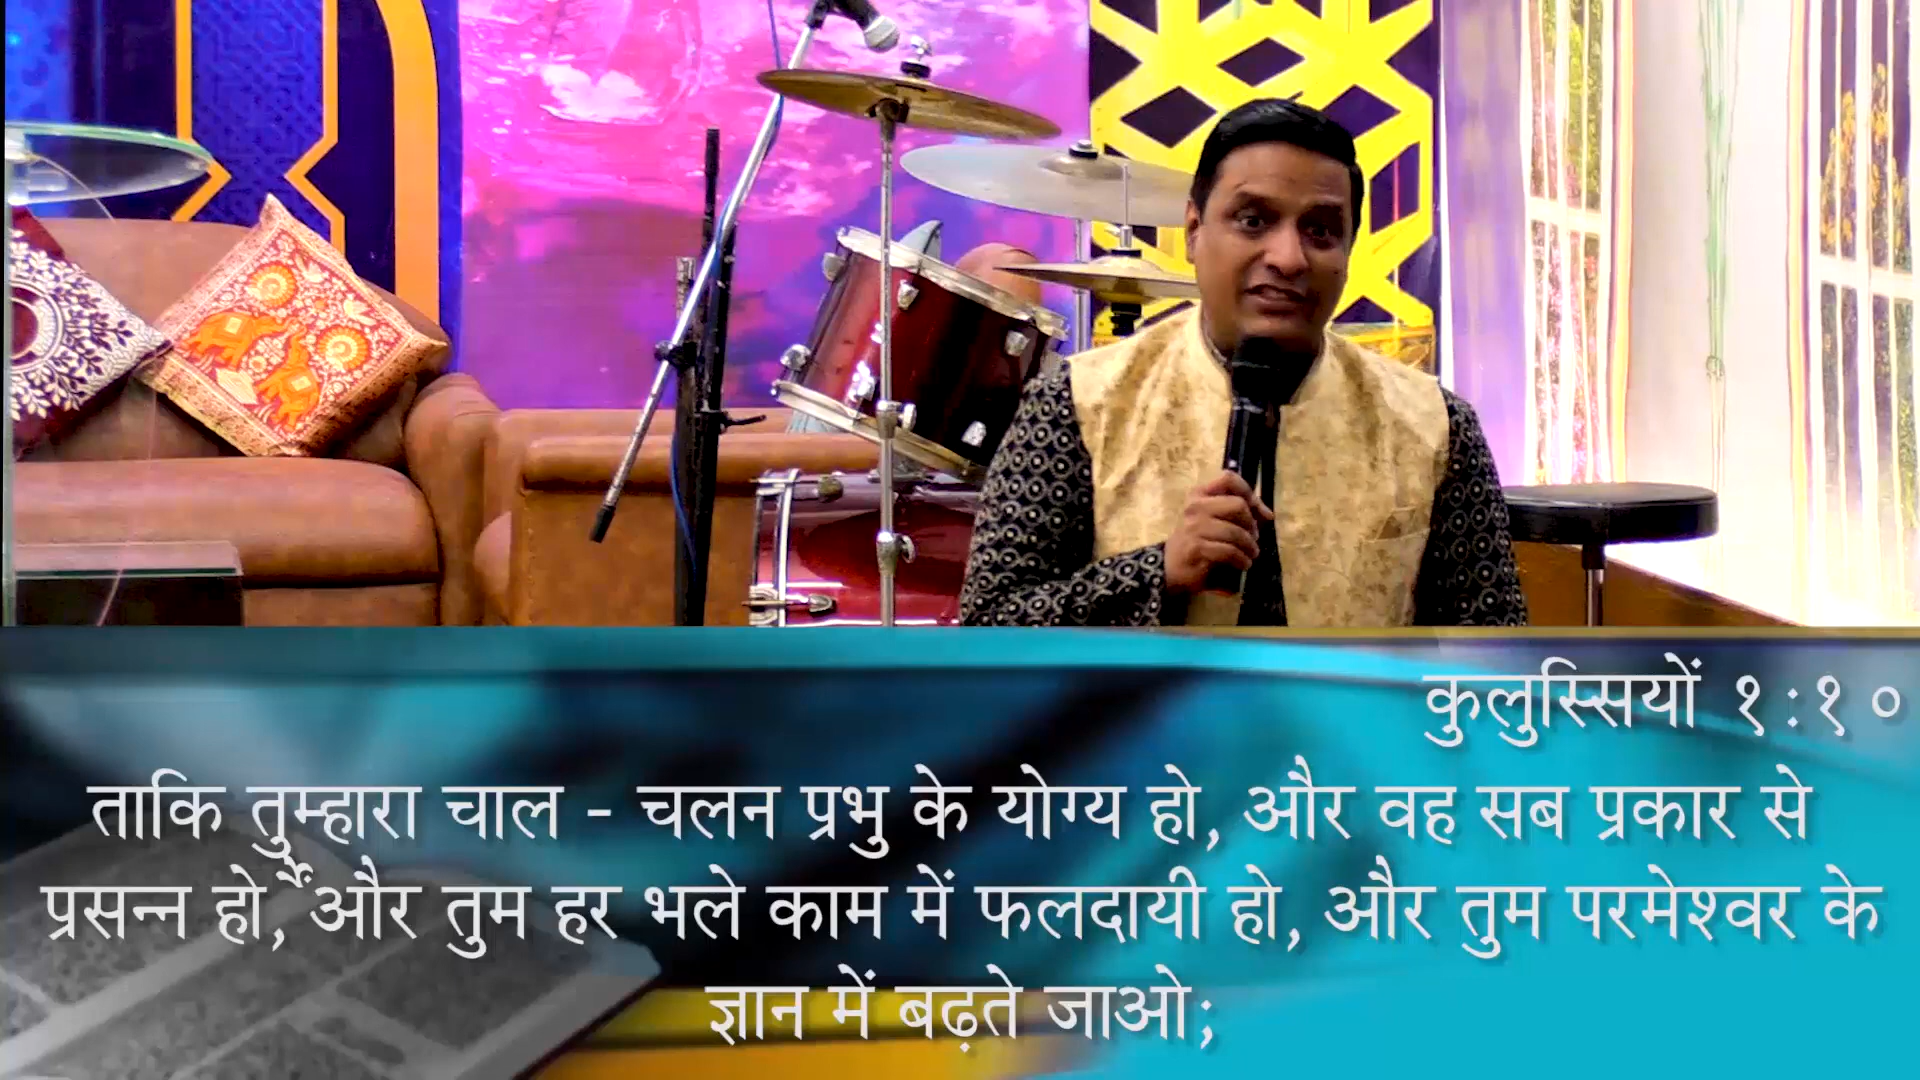 कुलुस्सियों १:१०
ताकि तुम्हारा चाल - चलन प्रभु के योग्य हो, और वह सब प्रकार से
प्रसन्न हो, और तुम हर भले काम में फलदायी हो, और तुम परमेश्वर के
ज्ञान में बढ़ते जाओ;